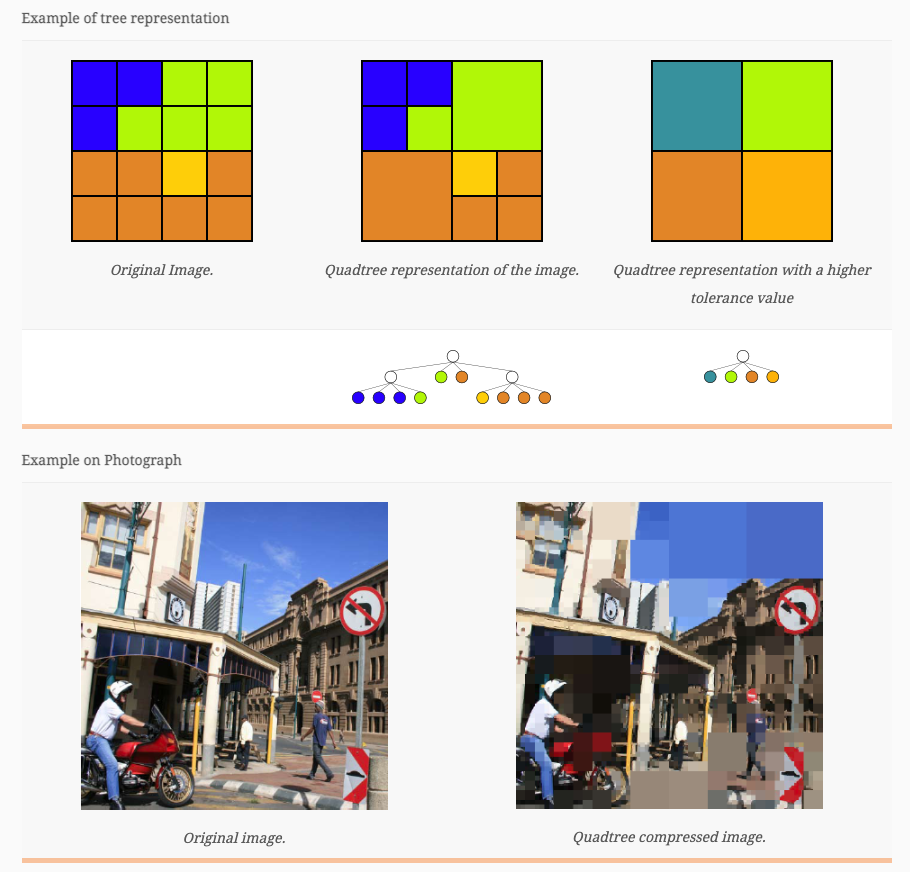 Example of tree representation
Original Image.
Quadtree representation of the image.
Quadtree representation with a higher
tolerance value
Example on Photograph
Original image.
Quadtree compressed image.